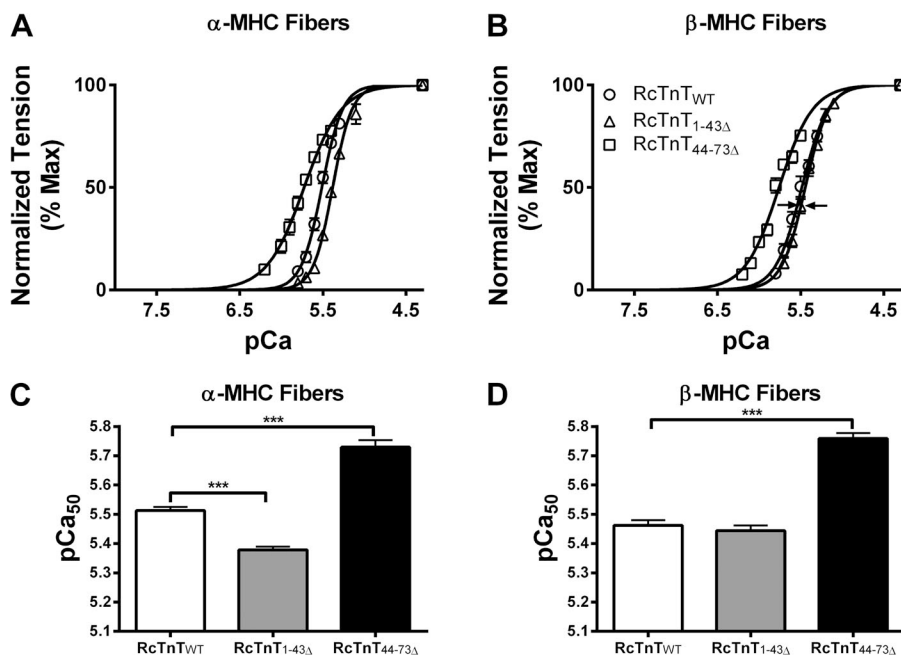 A
α-MHC Fibers
Normalized Tension
(% Max)
100
50
0
7.5 6.5 5.5 4.5
pCa
B
β-MHC Fibers
RcTnTWT
RcTnT1-43Δ
RcTnT44-73Δ
Normalized Tension
(% Max)
100
50
0
7.5 6.5 5.5 4.5
pCa
C
α-MHC Fibers
pCa50
5.8
5.7
5.6
5.5
5.4
5.3
5.2
5.1
***
***
RcTnTWT RcTnT1-43Δ RcTnT44-73Δ
D
β-MHC Fibers
pCa50
5.8
5.7
5.6
5.5
5.4
5.3
5.2
5.1
***
RcTnTWT RcTnT1-43Δ RcTnT44-73Δ